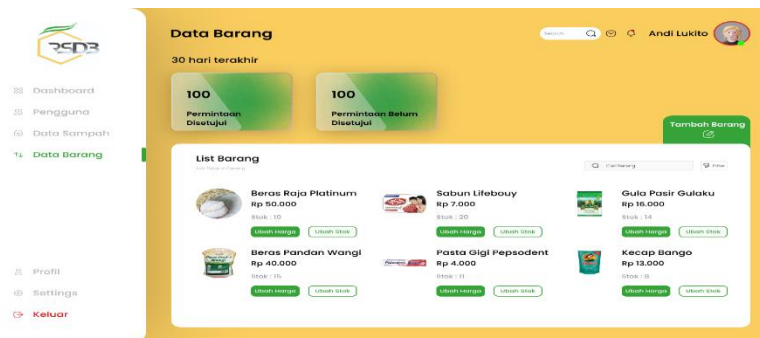 RSDB
Dashboard
Pengguna
Data Sampah
Data Barang
Profil
Settings
Keluar
Data Barang
Search
Andi Lukito
30 hari terakhir
100
Permintaan
Disetujui
100
Permintaan Belum
Disetujui
Tambah Barang
List Barang
Cari Barang
Filter
Beras Raja Platinum
Rp 50.000
Stok : 10
Ubah Harga
Ubah Stok
Sabun Lifebouy
Rp 7.000
Stok : 20
Ubah Harga
Ubah Stok
Gula Pasir Gulaku
Rp 16.000
Stok : 14
Ubah Harga
Ubah Stok
Beras Pandan Wangi
Rp 40.000
Stok : 15
Ubah Harga
Ubah Stok
Pasta Gigi Pepsodent
Rp 4.000
Stok : 11
Ubah Harga
Ubah Stok
Kecap Bango
Rp 13.000
Stok : 8
Ubah Harga
Ubah Stok